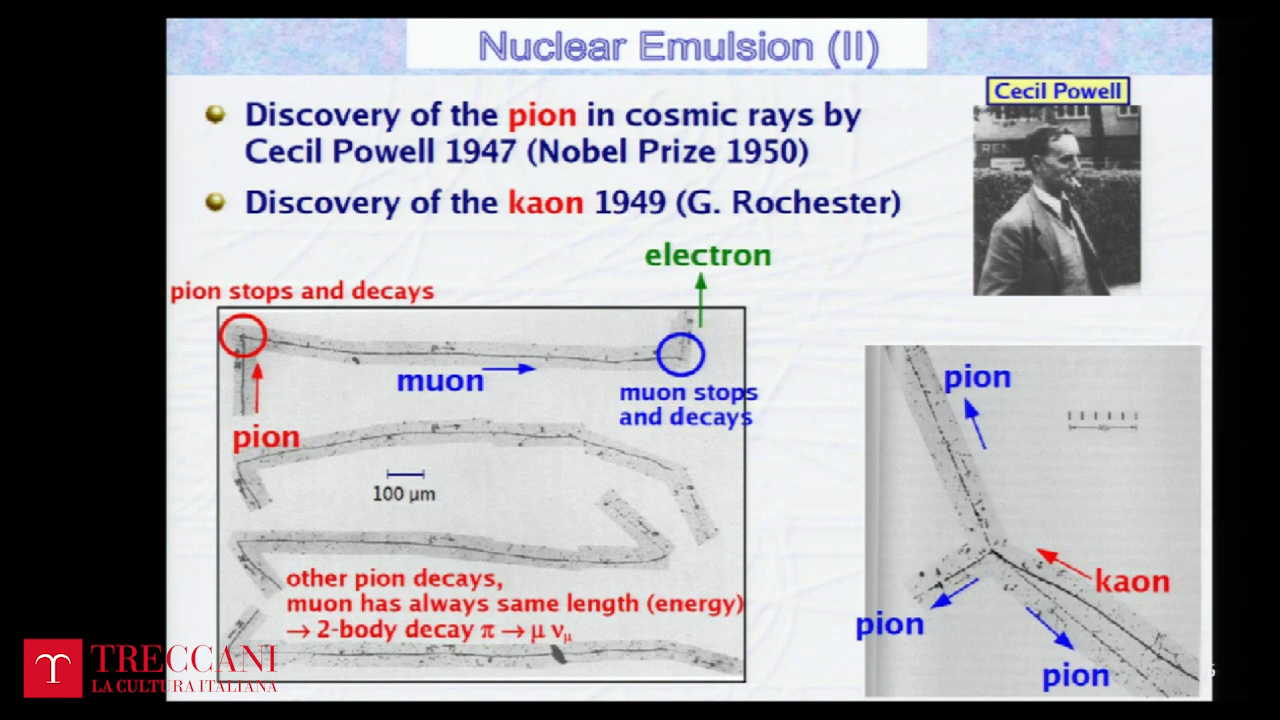 Nuclear Emulsion (II)
Discovery of the pion in cosmic rays by
Cecil Powell 1947 (Nobel Prize 1950)
Discovery of the kaon 1949 (G. Rochester)
Cecil Powell
electron
pion stops and decays
muon
muon stops
and decays
pion
100 µm
other pion decays,
muon has always same length (energy)
→ 2-body decay π → μ νμ
pion
kaon
pion
pion
TRECCANI
LA CULTURA ITALIANA